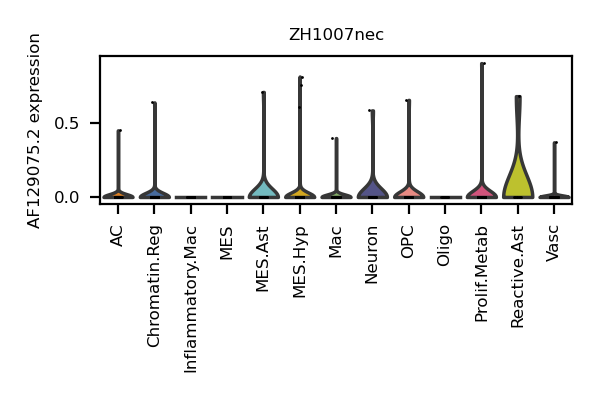 ZH1007nec
AF129075.2 expression
0.5
0.0
AC
Chromatin.Reg
Inflammatory.Mac
MES
MES.Ast
MES.Hyp
Mac
Neuron
OPC
Oligo
Prolif.Metab
Reactive.Ast
Vasc